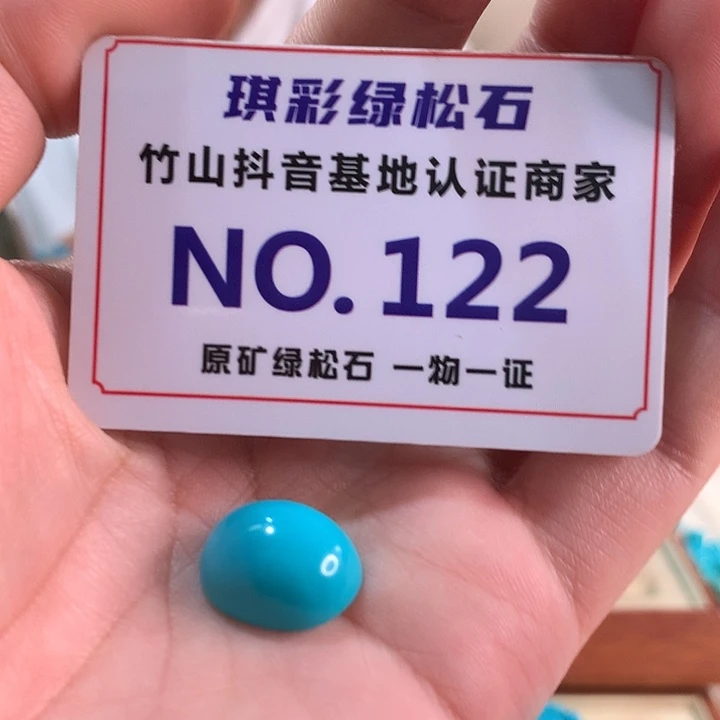 琪彩绿松石
竹山抖音基地认证商家
NO.122
原矿绿松石 一物一证